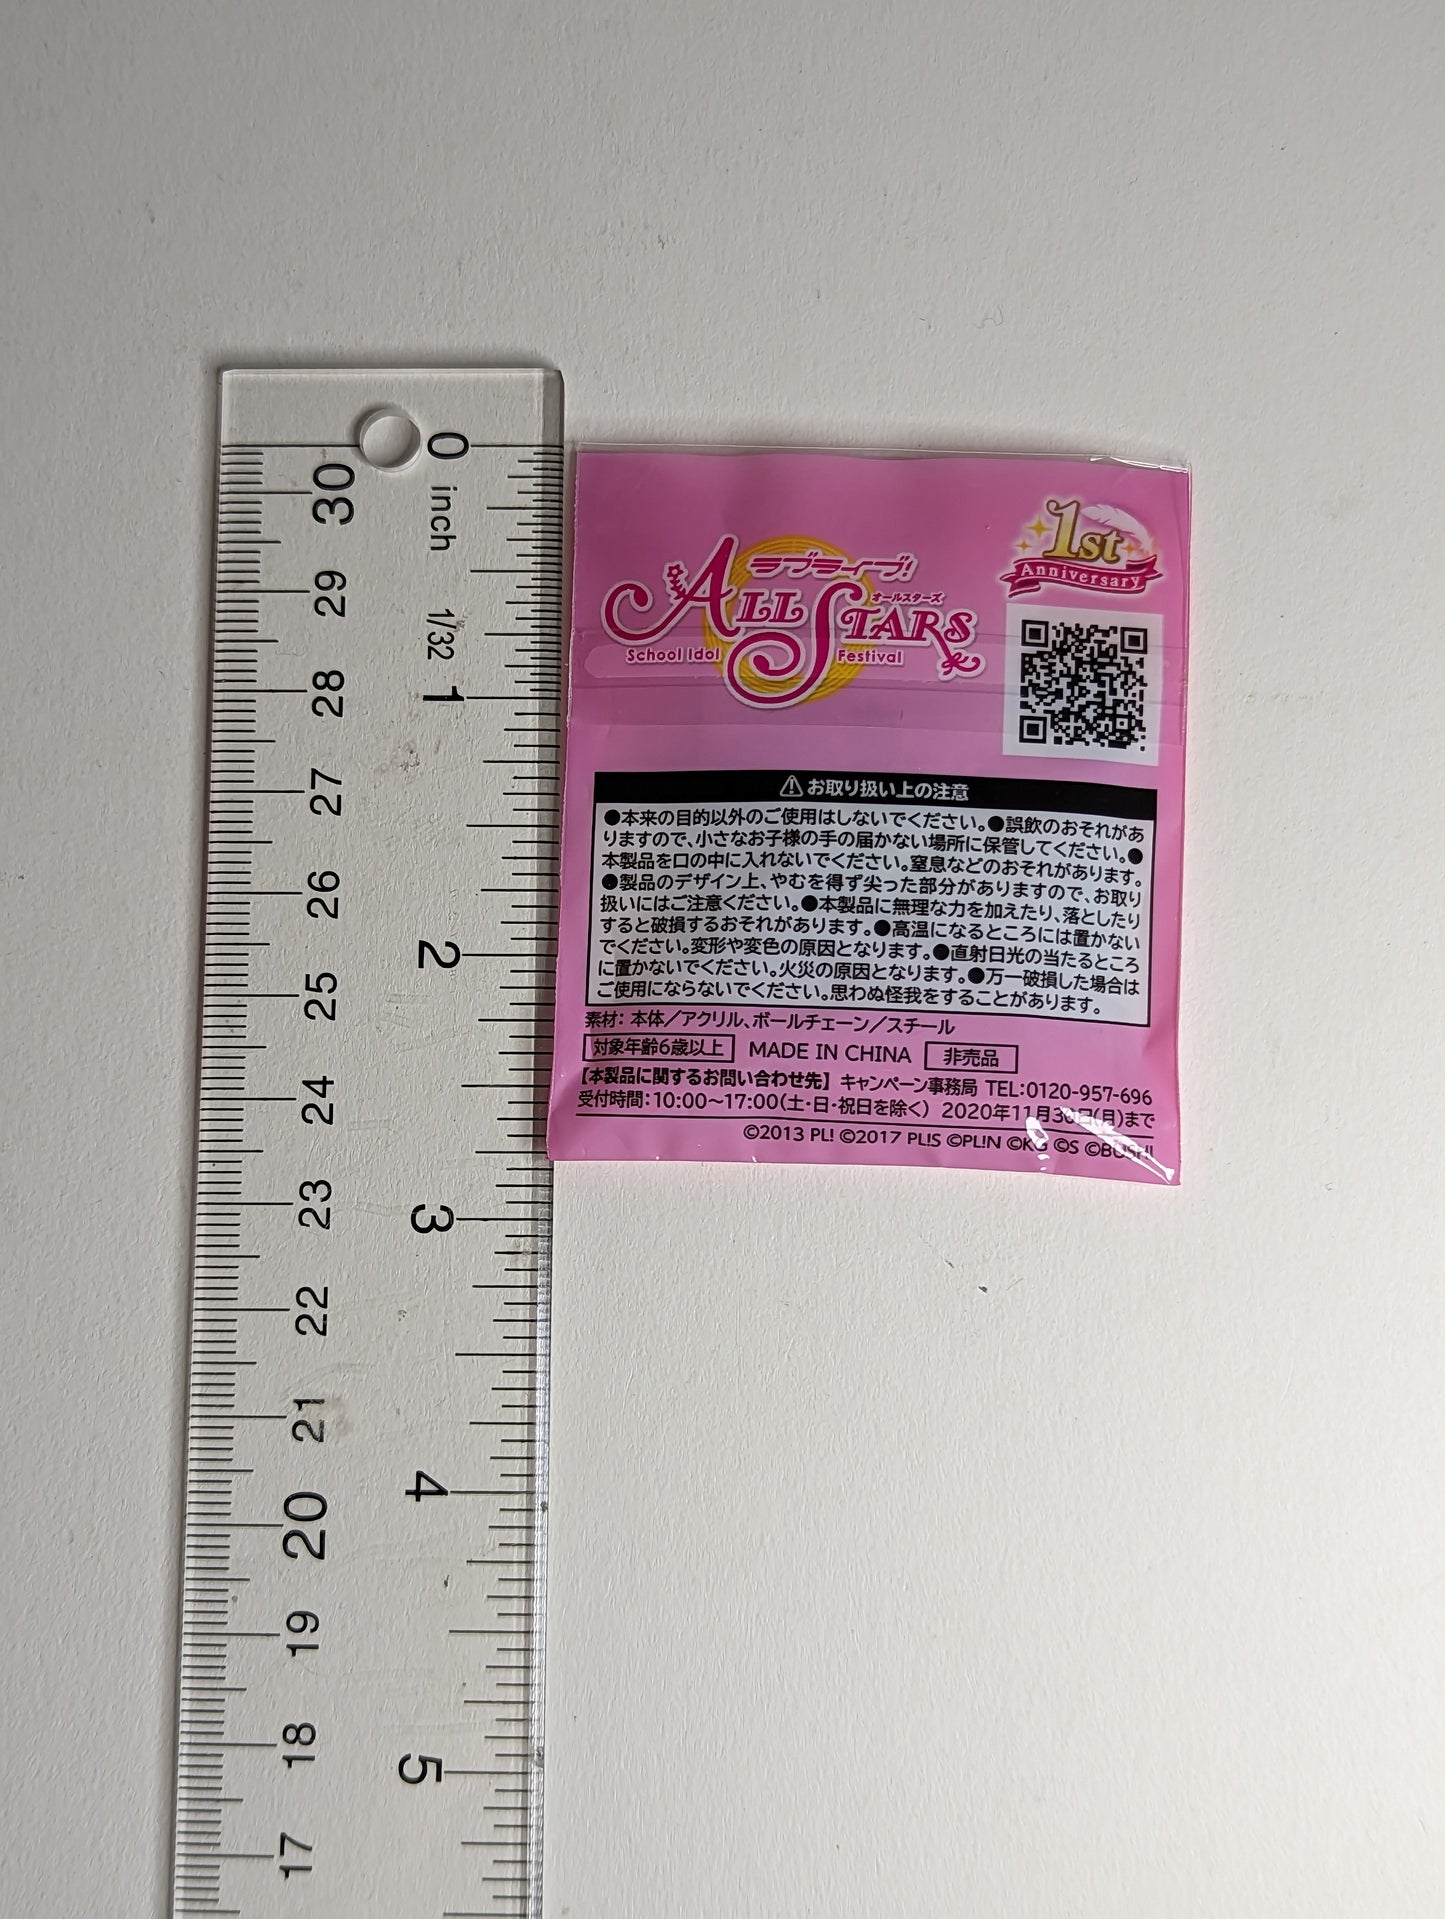 0
inch
1/32
1
2
3
4
5
30
29
28
27
26
25
24
23
22
21
20
19
18
17
1st
Anniversary
ラブライブ!
ALL STARS
オールスターズ
School Idol Festival
⚠お取り扱い上の注意
●本来の目的以外のご使用はしないでください。●誤飲のおそれがあ
りますので、小さなお子様の手の届かない場所に保管してください。●
本製品を口の中に入れないでください。窒息などのおそれがあります。
●製品のデザイン上、やむを得ず尖った部分がありますので、お取り
扱いにはご注意ください。●本製品に無理な力を加えたり、落としたり
すると破損するおそれがあります。●高温になるところには置かない
でください。変形や変色の原因となります。●直射日光の当たるところ
に置かないでください。火災の原因となります。●万一破損した場合は
ご使用にならないでください。思わぬ怪我をすることがあります。
素材：本体／アクリル、ボールチェーン／スチール
対象年齢6歳以上 MADE IN CHINA 非売品
【本製品に関するお問い合わせ先】 キャンペーン事務局 TEL：0120-957-696
受付時間：10:00～17:00（土・日・祝日を除く） 2020年11月30日(月)まで
©2013 PL! ©2017 PL!S ©PL!N ©KG ©S ©BUSHI